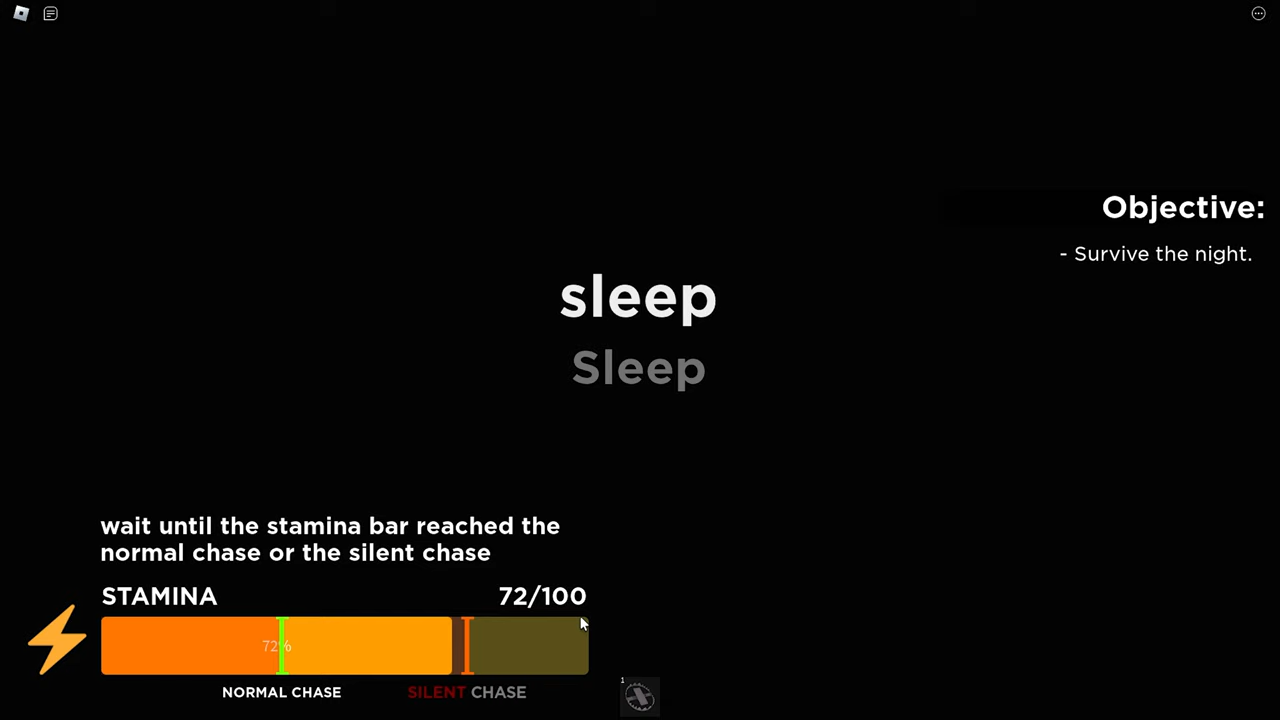 Objective:
- Survive the night.
sleep
Sleep
wait until the stamina bar reached the
normal chase or the silent chase
STAMINA 72/100
72%
NORMAL CHASE SILENT CHASE
1